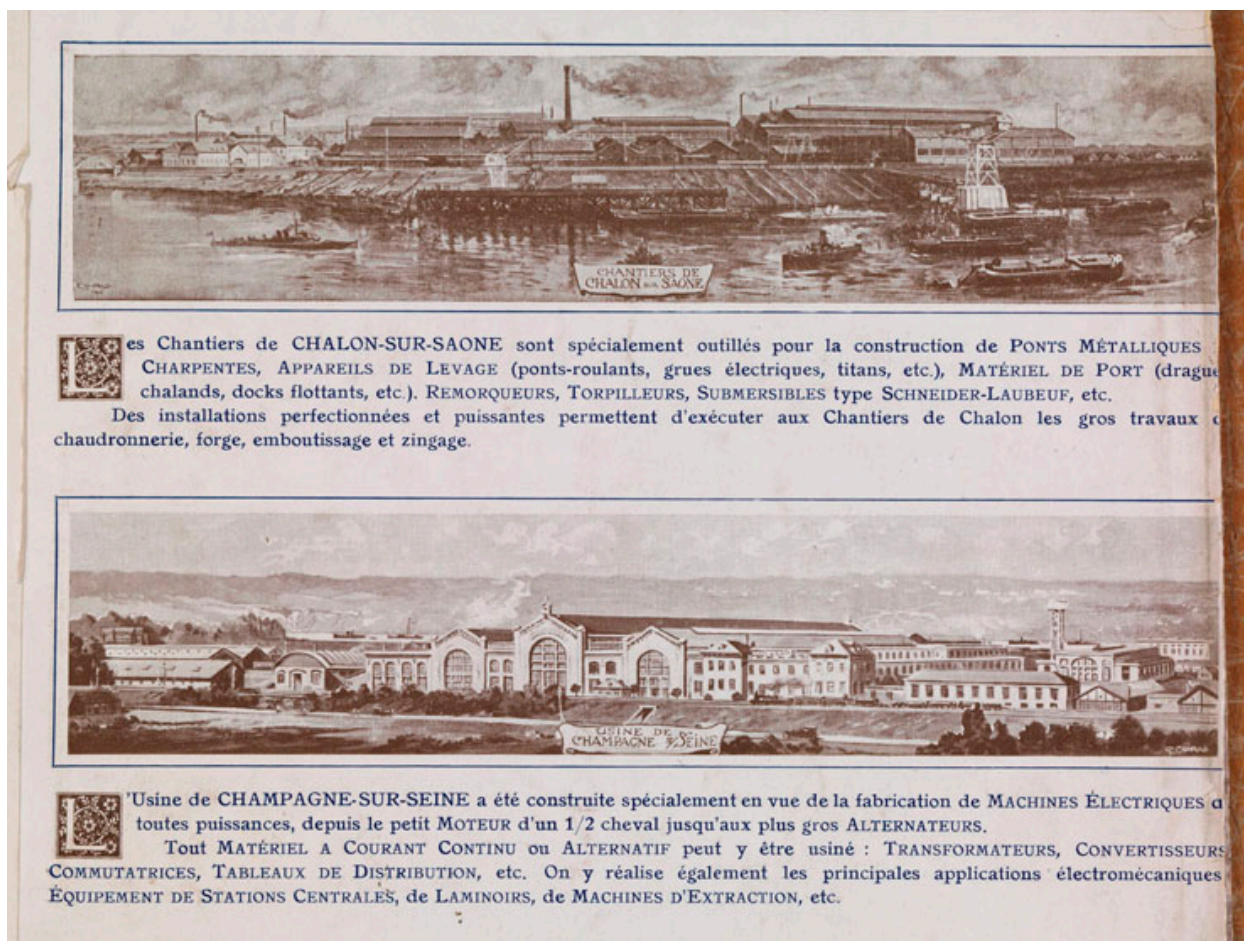 CHANTIERS DE
CHALON SUR SAÔNE
Les Chantiers de CHALON-SUR-SAONE sont spécialement outillés pour la construction de PONTS MÉTALLIQUES
CHARPENTES, APPAREILS DE LEVAGE (ponts-roulants, grues électriques, titans, etc.), MATÉRIEL DE PORT (drague
chalands, docks flottants, etc.). REMORQUEURS, TORPILLEURS, SUBMERSIBLES type SCHNEIDER-LAUBEUF, etc.
Des installations perfectionnées et puissantes permettent d'exécuter aux Chantiers de Chalon les gros travaux
chaudronnerie, forge, emboutissage et zingage.
USINE DE
CHAMPAGNE S/SEINE
L'Usine de CHAMPAGNE-SUR-SEINE a été construite spécialement en vue de la fabrication de MACHINES ÉLECTRIQUES
toutes puissances, depuis le petit MOTEUR d'un 1/2 cheval jusqu'aux plus gros ALTERNATEURS.
Tout MATÉRIEL A COURANT CONTINU ou ALTERNATIF peut y être usiné : TRANSFORMATEURS, CONVERTISSEURS
COMMUTATRICES, TABLEAUX DE DISTRIBUTION, etc. On y réalise également les principales applications électromécaniques
ÉQUIPEMENT DE STATIONS CENTRALES, de LAMINOIRS, de MACHINES D'EXTRACTION, etc.